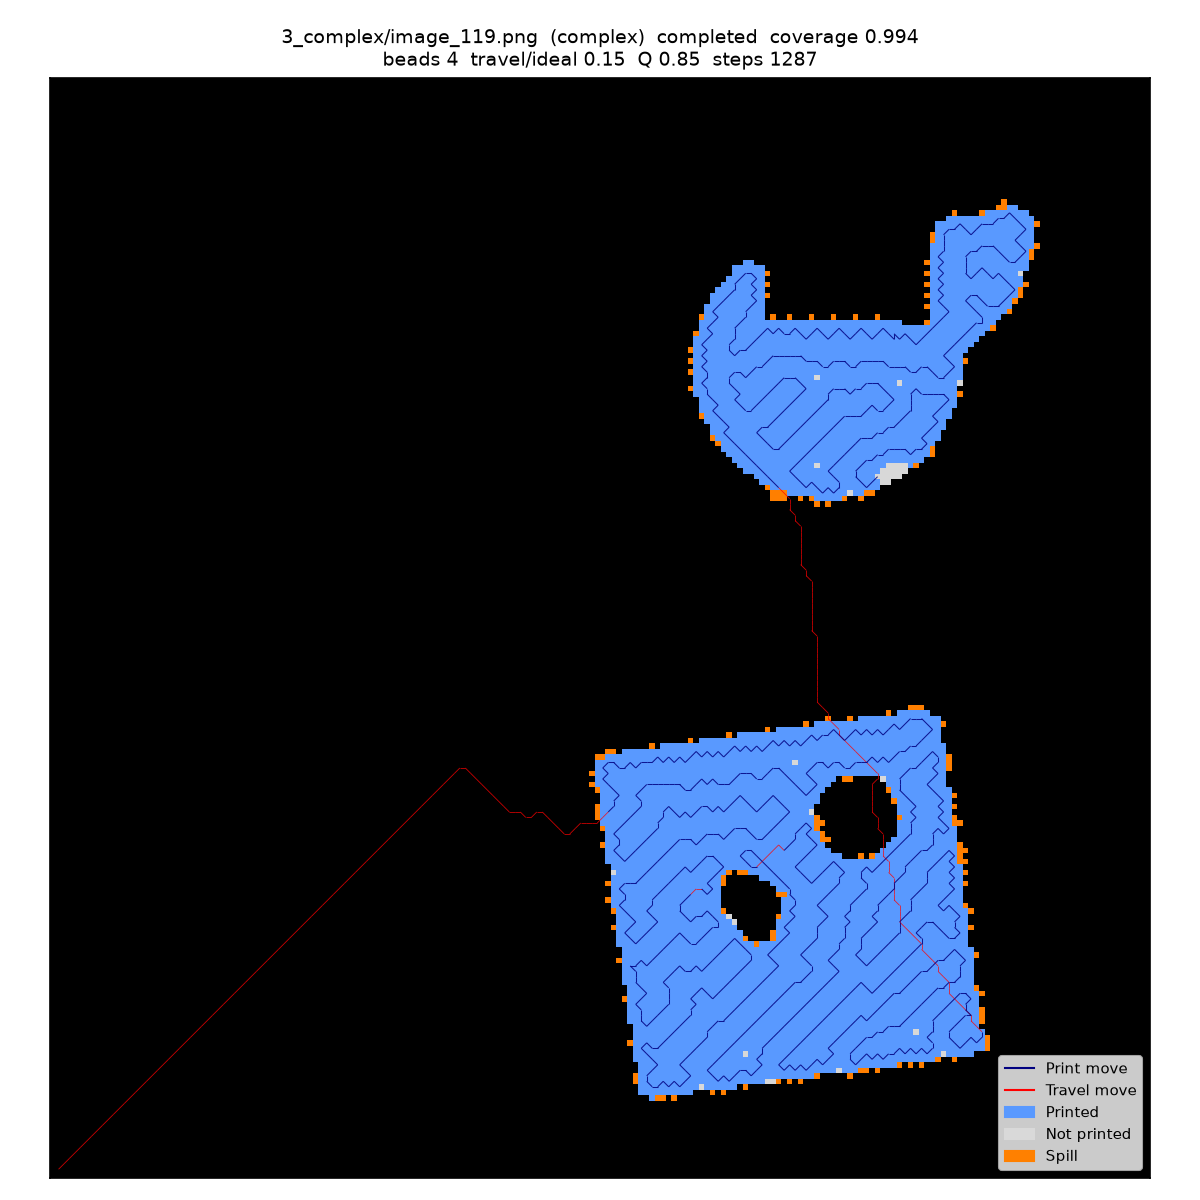 3_complex/image_119.png  (complex)  completed  coverage 0.994
beads 4  travel/ideal 0.15  Q 0.85  steps 1287
Print move
Travel move
Printed
Not printed
Spill